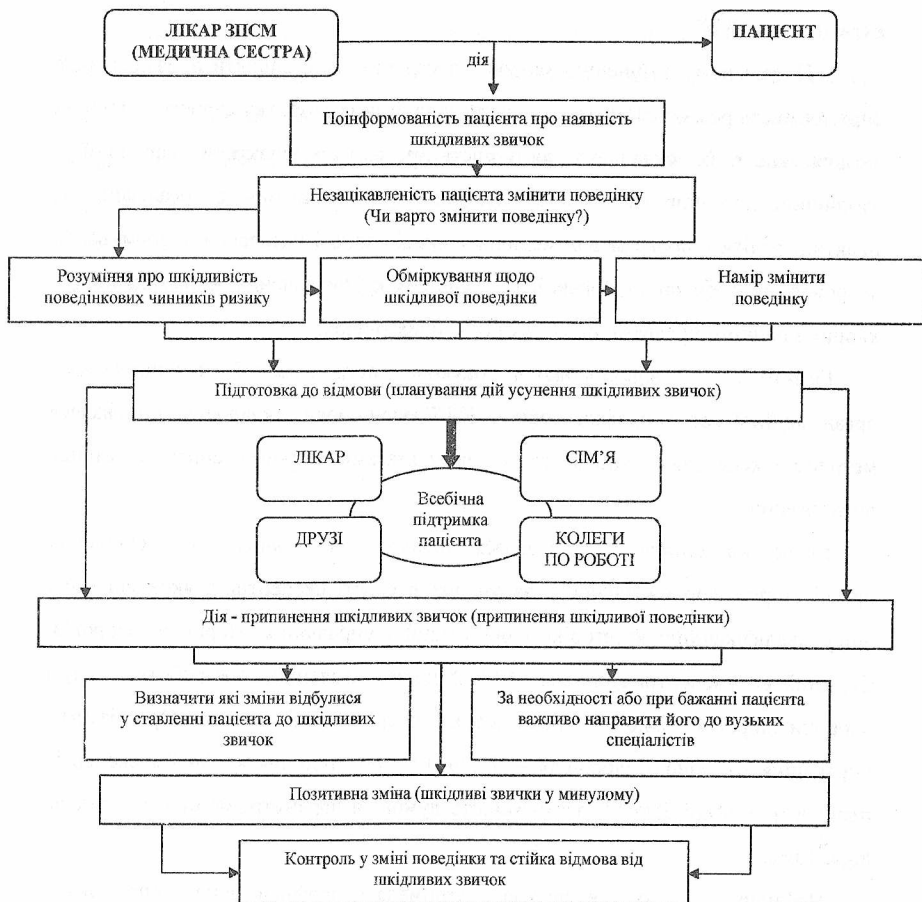 ЛІКАР ЗПСМ
(МЕДИЧНА СЕСТРА)
ПАЦІЄНТ
дія
Поінформованість пацієнта про наявність
шкідливих звичок
Незацікавленість пацієнта змінити поведінку
(Чи варто змінити поведінку?)
Розуміння про шкідливість
поведінкових чинників ризику
Обміркування щодо
шкідливої поведінки
Намір змінити
поведінку
Підготовка до відмови (планування дій усунення шкідливих звичок)
ЛІКАР
СІМ’Я
Всебічна
підтримка
пацієнта
ДРУЗІ
КОЛЕГИ
ПО РОБОТІ
Дія - припинення шкідливих звичок (припинення шкідливої поведінки)
Визначити які зміни відбулися
у ставленні пацієнта до шкідливих
звичок
За необхідності або при бажанні пацієнта
важливо направити його до вузьких
спеціалістів
Позитивна зміна (шкідливі звички у минулому)
Контроль у зміні поведінки та стійка відмова від
шкідливих звичок